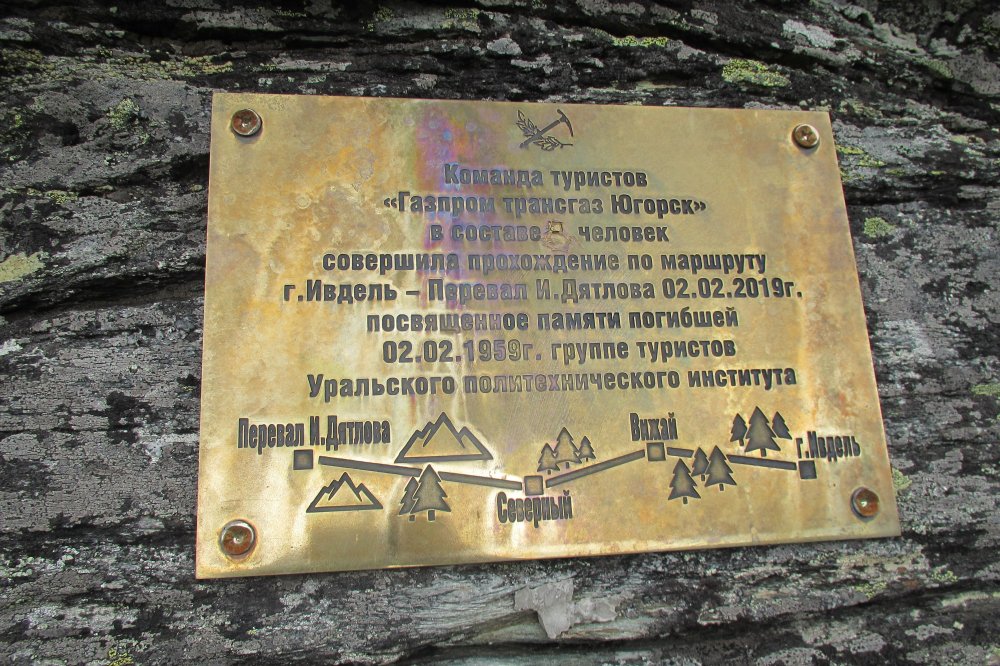 Команда туристов
«Газпром трансгаз Югорск»
в составе человек
совершила прохождение по маршруту
г.Ивдель – Перевал И.Дятлова 02.02.2019г.
посвященное памяти погибшей
02.02.1959г. группе туристов
Уральского политехнического института
Перевал И.Дятлова
Северный
Вижай
г.Ивдель